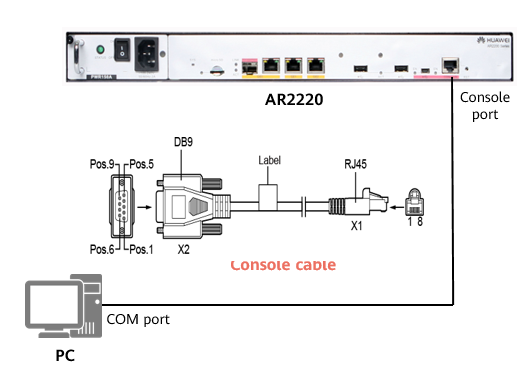 HUAWEI
PWR150A
AR2220
Console
port
DB9
Label
RJ45
Pos.9
Pos.5
Pos.6
Pos.1
X2
X1
1 8
Console cable
COM port
PC